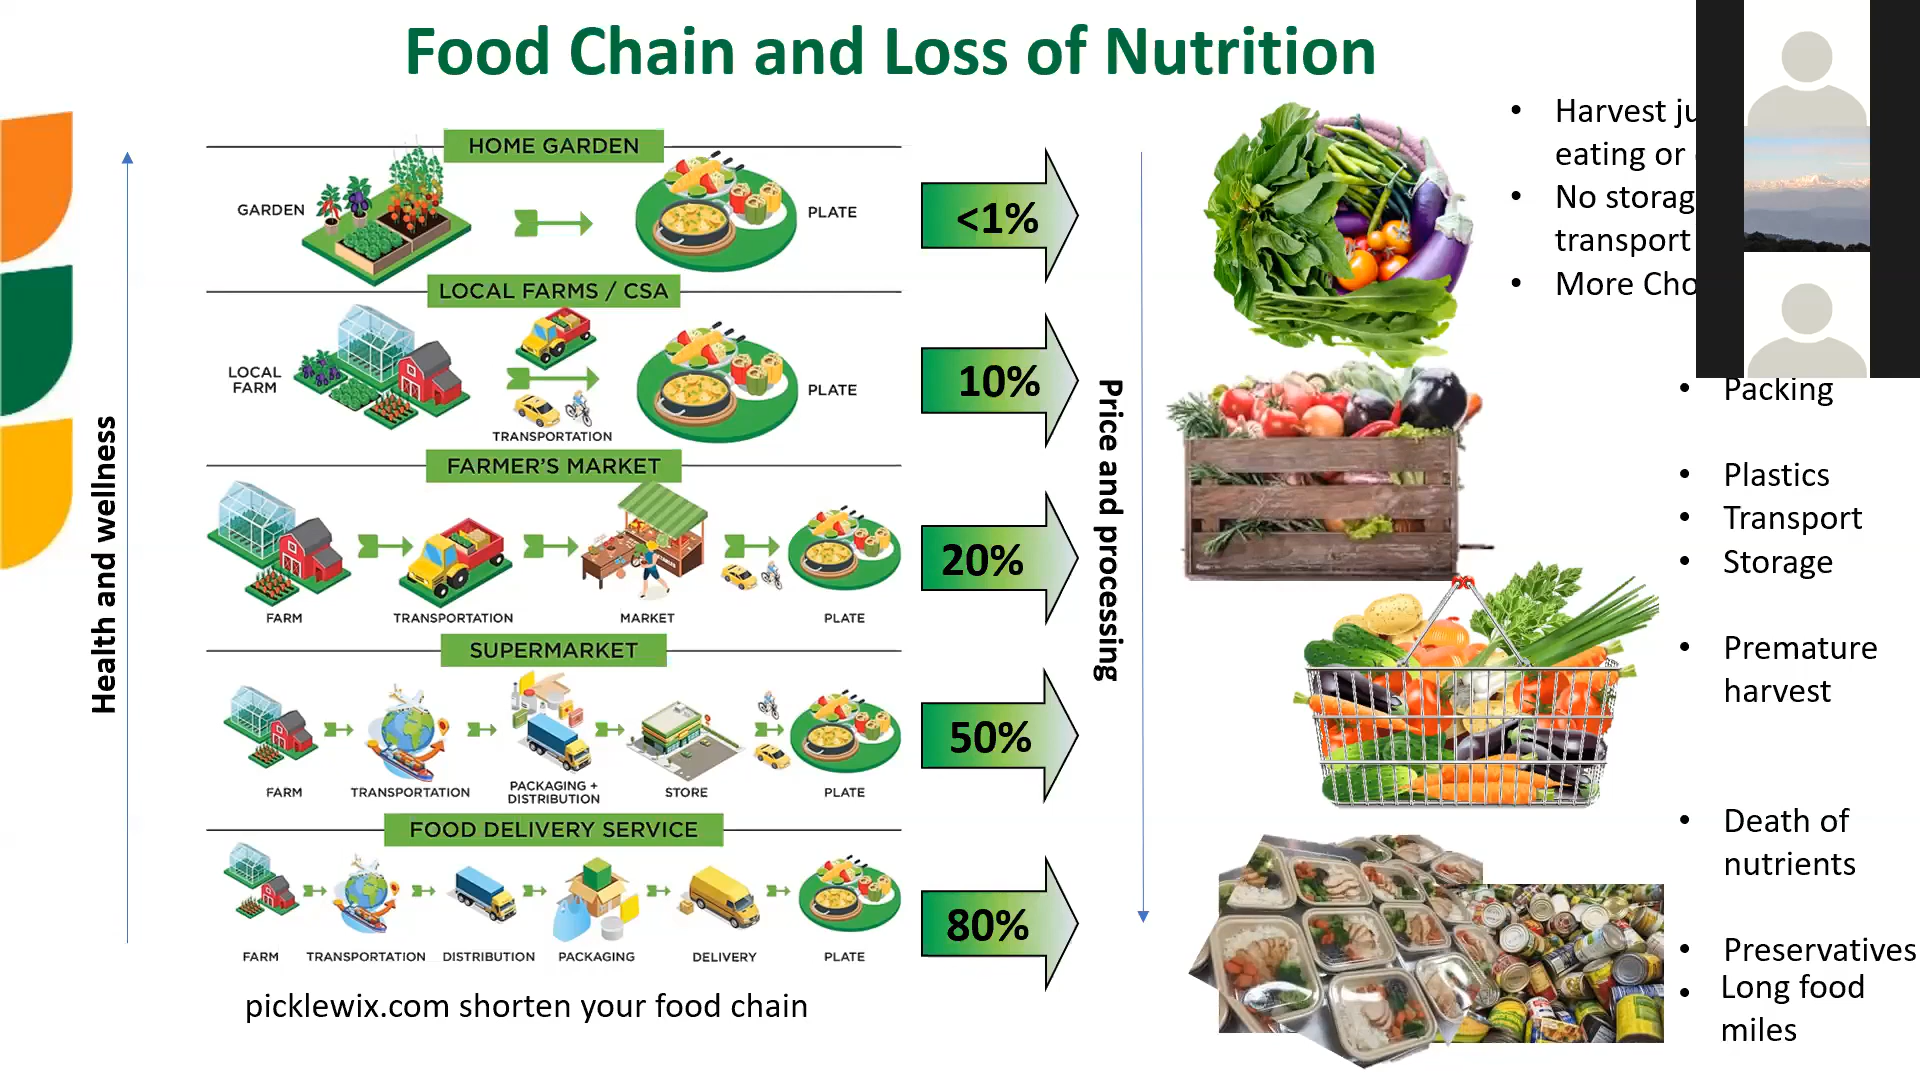 Food Chain and Loss of Nutrition
HOME GARDEN
GARDEN
PLATE
<1%
LOCAL FARMS / CSA
LOCAL
FARM
TRANSPORTATION
PLATE
10%
FARMER'S MARKET
FARM
TRANSPORTATION
MARKET
PLATE
20%
SUPERMARKET
FARM
TRANSPORTATION
PACKAGING +
DISTRIBUTION
STORE
PLATE
50%
FOOD DELIVERY SERVICE
FARM
TRANSPORTATION
DISTRIBUTION
PACKAGING
DELIVERY
PLATE
80%
Health and wellness
Price and processing
picklewix.com shorten your food chain
• Harvest
eating or
• No
transport
• More
• Packing
• Plastics
• Transport
• Storage
• Premature
harvest
• Death of
nutrients
• Preservatives
• Long food
miles